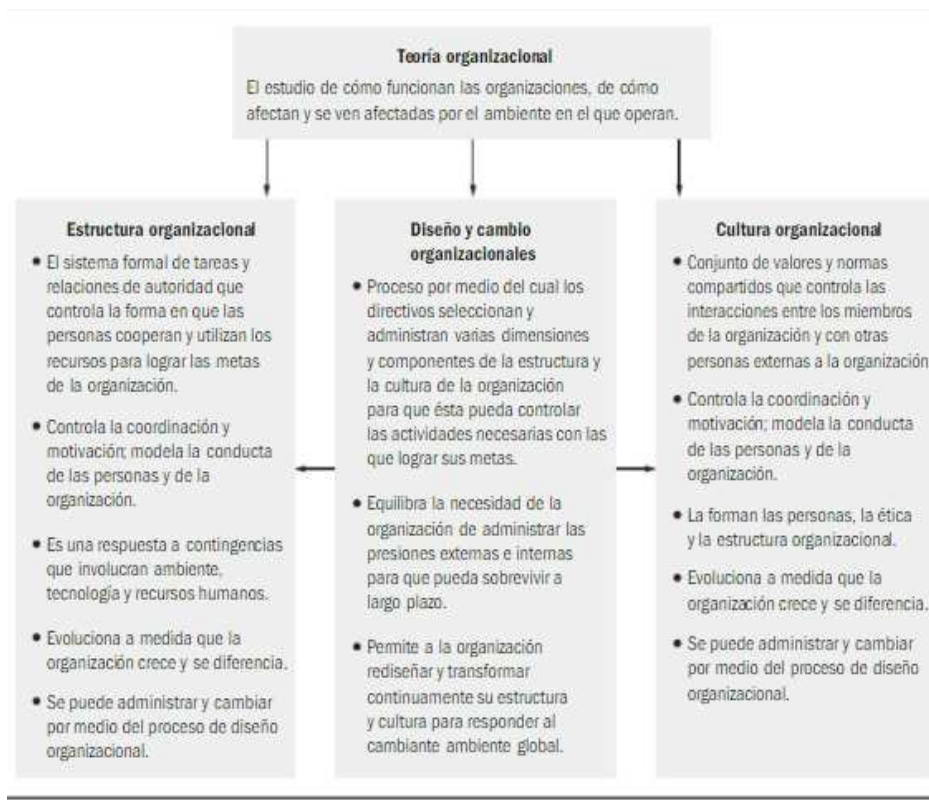 Teoría organizacional
El estudio de cómo funcionan las organizaciones, de cómo
afectan y se ven afectadas por el ambiente en el que operan.
Estructura organizacional
• El sistema formal de tareas y
relaciones de autoridad que
controla la forma en que las
personas cooperan y utilizan los
recursos para lograr las metas
de la organización.
• Controla la coordinación y
motivación; modela la conducta
de las personas y de la
organización.
• Es una respuesta a contingencias
que involucran ambiente,
tecnología y recursos humanos.
• Evoluciona a medida que la
organización crece y se diferencia.
• Se puede administrar y cambiar
por medio del proceso de diseño
organizacional.
Diseño y cambio
organizacionales
• Proceso por medio del cual los
directivos seleccionan y
administran varias dimensiones
y componentes de la estructura y
la cultura de la organización
para que ésta pueda controlar
las actividades necesarias con las
que lograr sus metas.
• Equilibra la necesidad de la
organización de administrar las
presiones externas e internas
para que pueda sobrevivir a
largo plazo.
• Permite a la organización
rediseñar y transformar
continuamente su estructura
y cultura para responder al
cambiante ambiente global.
Cultura organizacional
• Conjunto de valores y normas
compartidos que controla las
interacciones entre los miembros
de la organización y con otras
personas externas a la organización
• Controla la coordinación y
motivación; modela la conducta
de las personas y de la
organización.
• La forman las personas, la ética
y la estructura organizacional.
• Evoluciona a medida que la
organización crece y se diferencia.
• Se puede administrar y cambiar
por medio del proceso de diseño
organizacional.